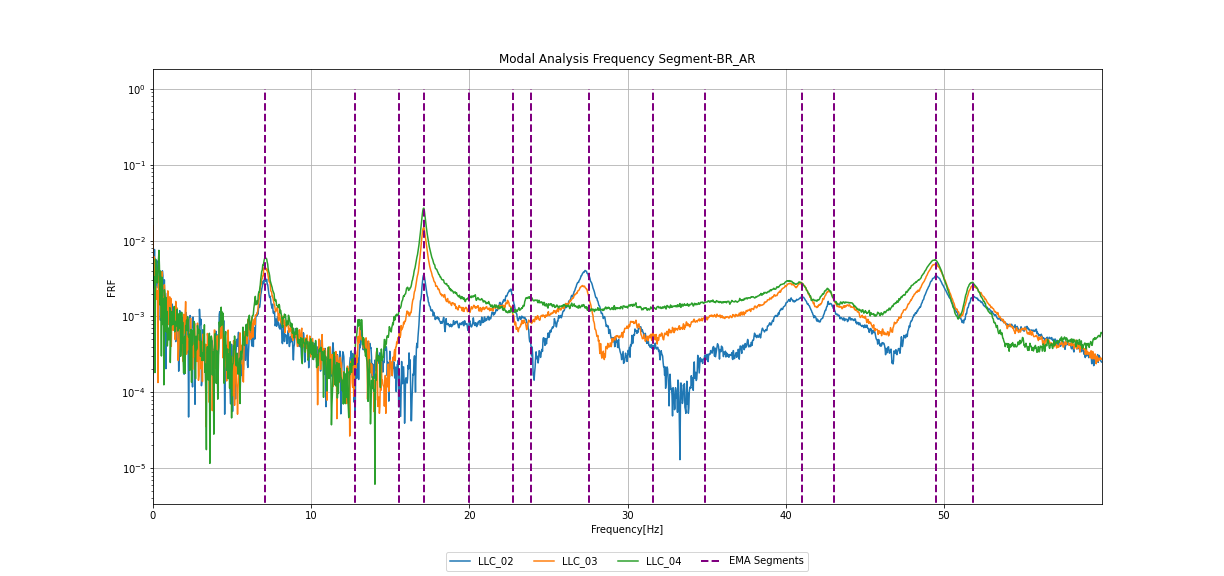 Modal Analysis Frequency Segment-BR_AR
10⁰
10⁻¹
10⁻²
10⁻³
10⁻⁴
10⁻⁵
FRF
0 10 20 30 40 50
Frequency[Hz]
LLC_02 LLC_03 LLC_04 EMA Segments